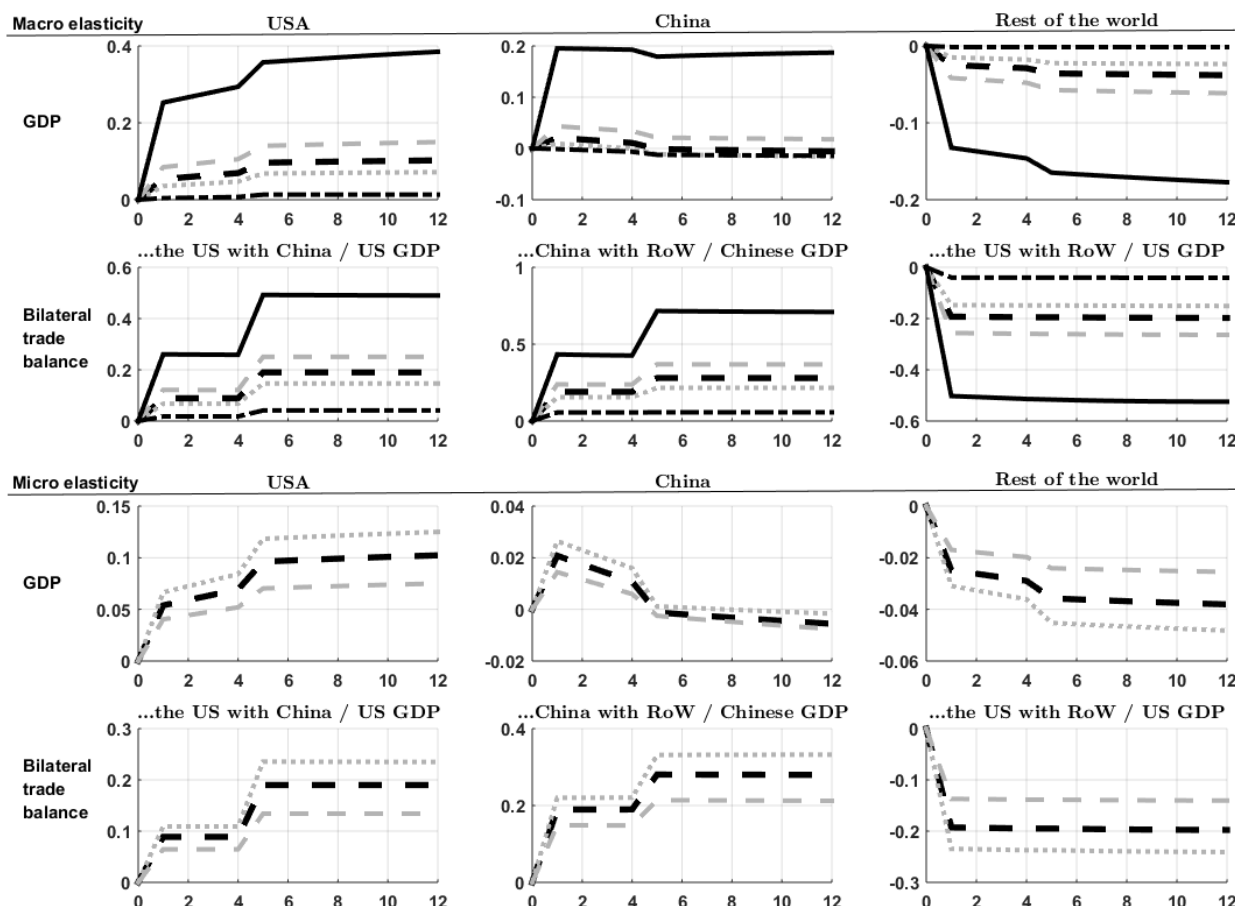 Macro elasticity USA China Rest of the world
GDP
0.4
0.2
0
0 2 4 6 8 10 12
0.2
0.1
0
-0.1
0 2 4 6 8 10 12
0
-0.1
-0.2
0 2 4 6 8 10 12
...the US with China / US GDP ...China with RoW / Chinese GDP ...the US with RoW / US GDP
Bilateral
trade
balance
0.6
0.4
0.2
0
0 2 4 6 8 10 12
1
0.5
0
0 2 4 6 8 10 12
0
-0.2
-0.4
-0.6
0 2 4 6 8 10 12
Micro elasticity USA China Rest of the world
GDP
0.15
0.1
0.05
0
0 2 4 6 8 10 12
0.04
0.02
0
-0.02
0 2 4 6 8 10 12
0
-0.02
-0.04
-0.06
0 2 4 6 8 10 12
...the US with China / US GDP ...China with RoW / Chinese GDP ...the US with RoW / US GDP
Bilateral
trade
balance
0.3
0.2
0.1
0
0 2 4 6 8 10 12
0.4
0.2
0
0 2 4 6 8 10 12
0
-0.1
-0.2
-0.3
0 2 4 6 8 10 12